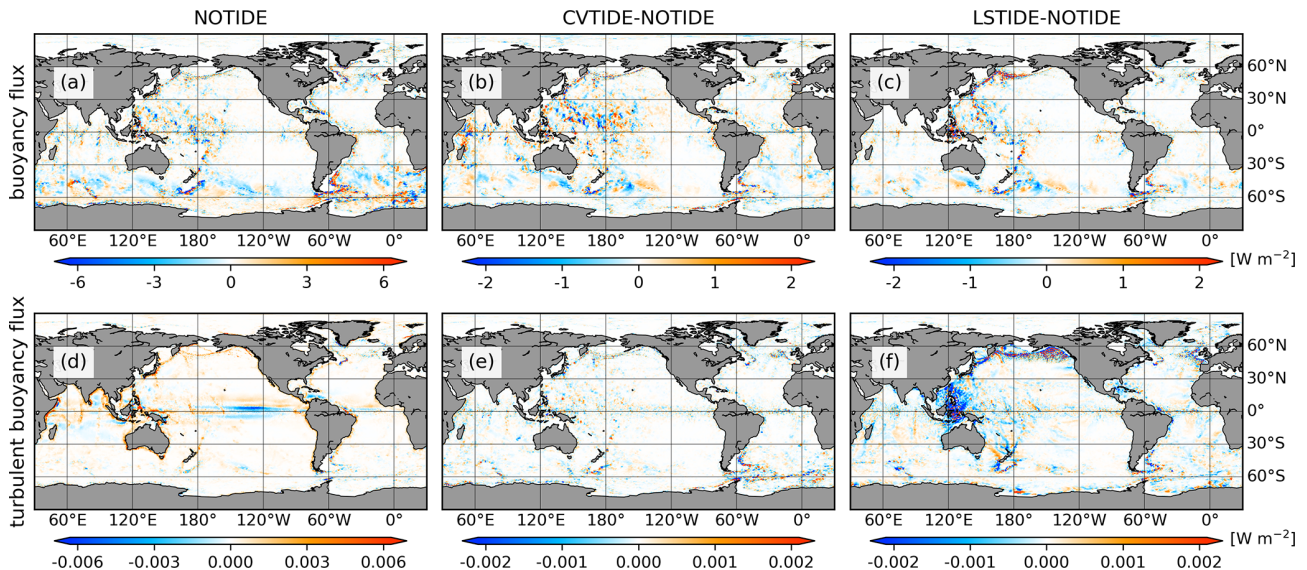 NOTIDE CVTIDE-NOTIDE LSTIDE-NOTIDE
buoyancy flux
(a) (b) (c)
60°N
30°N
0°
30°S
60°S
60°E 120°E 180° 120°W 60°W 0° 60°E 120°E 180° 120°W 60°W 0° 60°E 120°E 180° 120°W 60°W 0°
[W m⁻²]
-6 -3 0 3 6 -2 -1 0 1 2 -2 -1 0 1 2
turbulent buoyancy flux
(d) (e) (f)
60°N
30°N
0°
30°S
60°S
60°E 120°E 180° 120°W 60°W 0° 60°E 120°E 180° 120°W 60°W 0° 60°E 120°E 180° 120°W 60°W 0°
[W m⁻²]
-0.006 -0.003 0.000 0.003 0.006 -0.002 -0.001 0.000 0.001 0.002 -0.002 -0.001 0.000 0.001 0.002